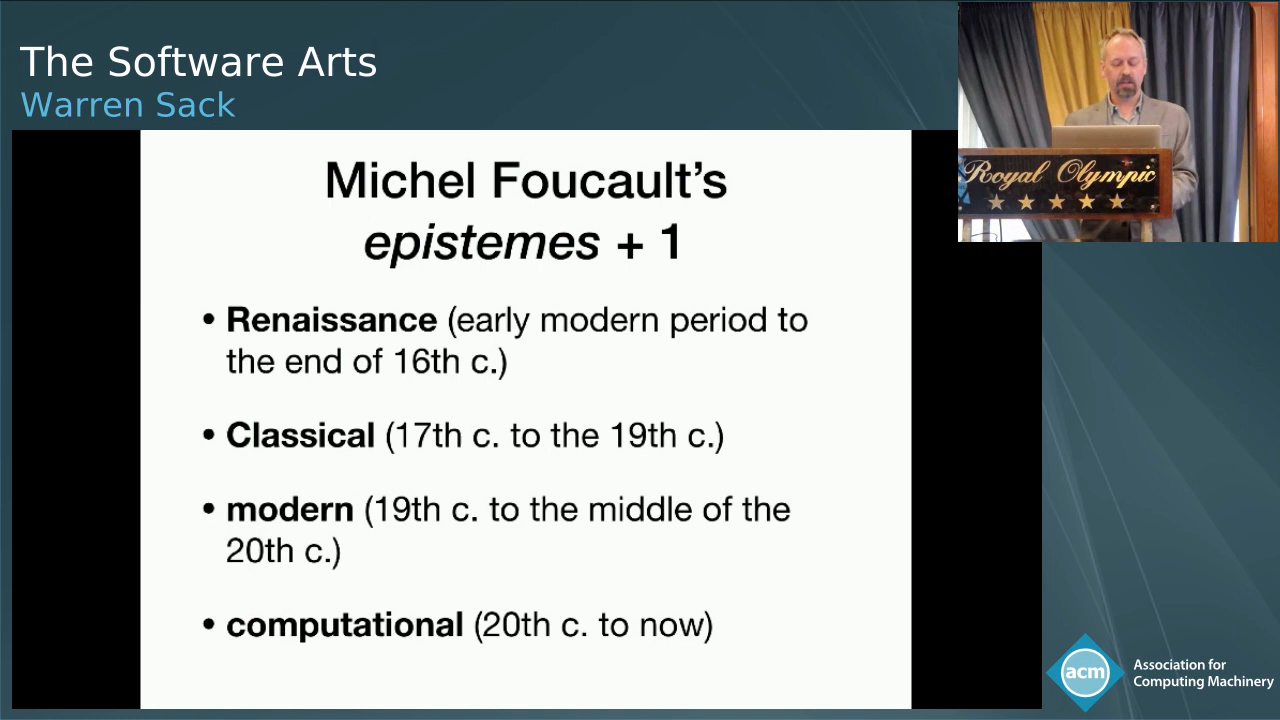 The Software Arts
Warren Sack
Michel Foucault’s
epistemes + 1
• Renaissance (early modern period to
the end of 16th c.)
• Classical (17th c. to the 19th c.)
• modern (19th c. to the middle of the
20th c.)
• computational (20th c. to now)
Royal Olympic
acm
Association for
Computing Machinery